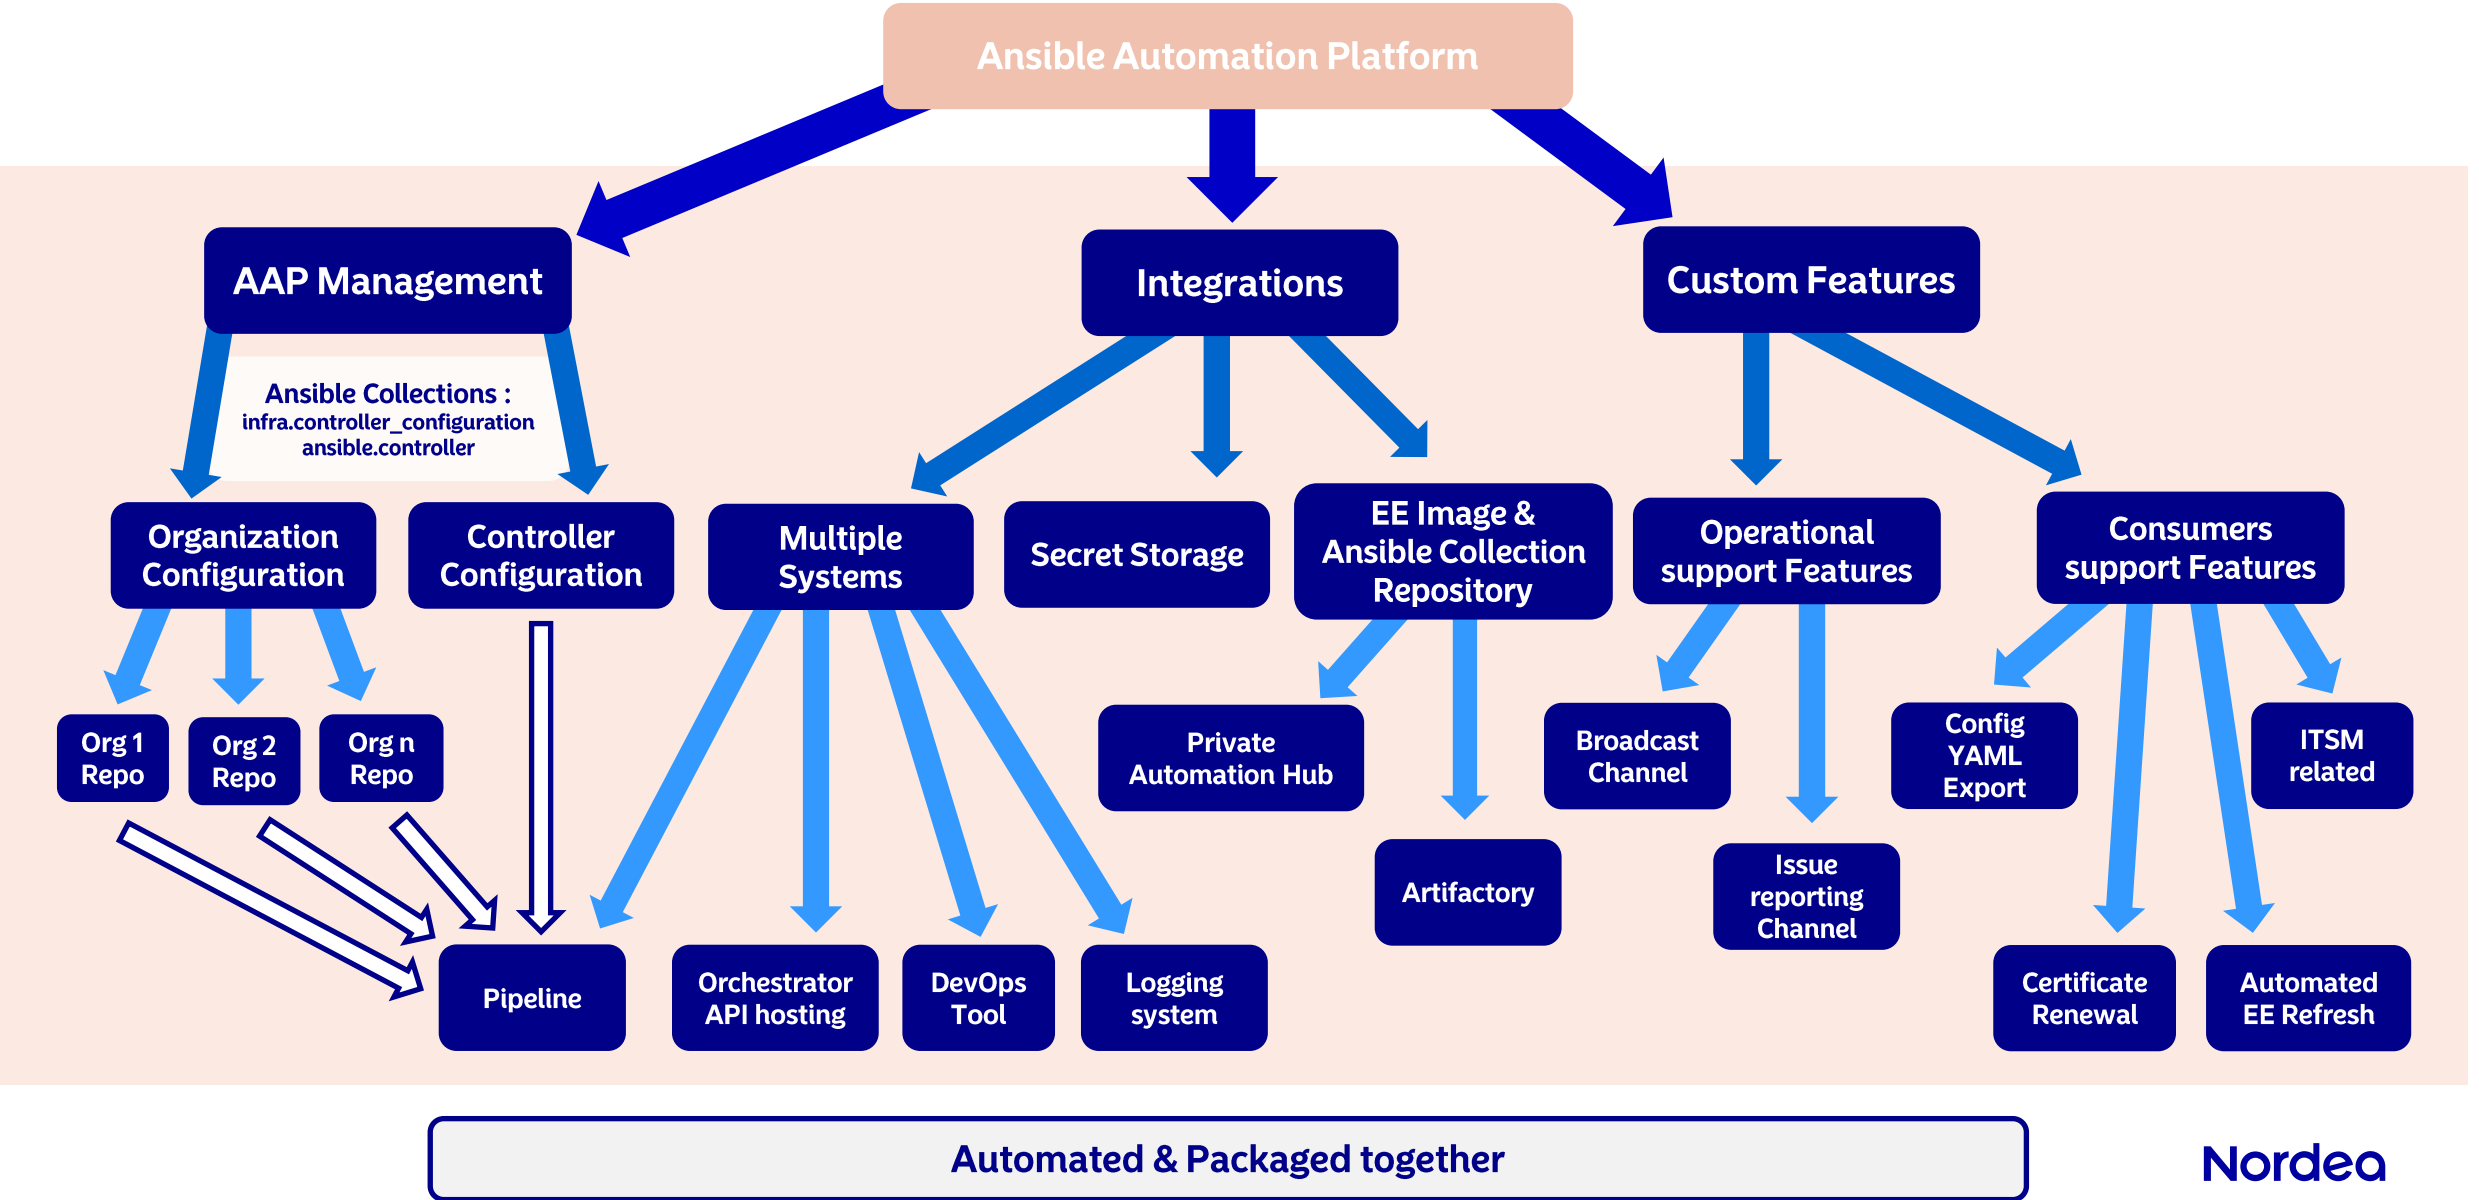 Ansible Automation Platform
AAP Management
Integrations
Custom Features
Ansible Collections :
infra.controller_configuration
ansible.controller
Organization
Configuration
Controller
Configuration
Multiple
Systems
Secret Storage
EE Image &
Ansible Collection
Repository
Operational
support Features
Consumers
support Features
Org 1
Repo
Org 2
Repo
Org n
Repo
Private
Automation Hub
Broadcast
Channel
Config
YAML
Export
ITSM
related
Artifactory
Issue
reporting
Channel
Pipeline
Orchestrator
API hosting
DevOps
Tool
Logging
system
Certificate
Renewal
Automated
EE Refresh
Automated & Packaged together
Nordea